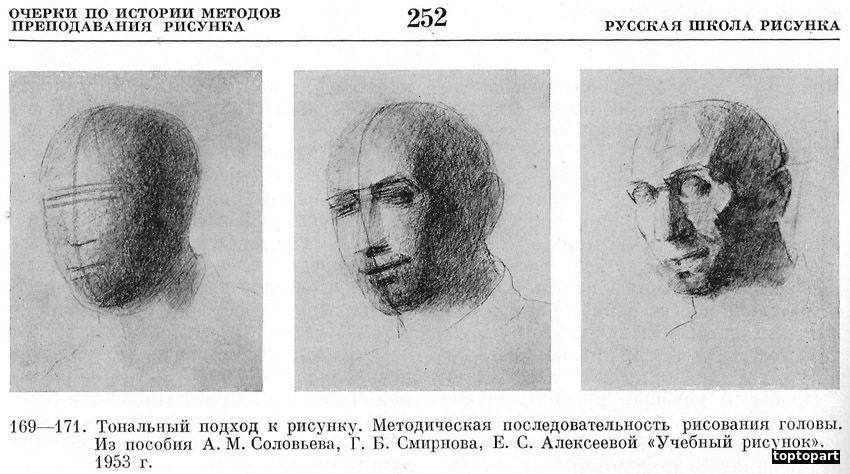 ОЧЕРКИ ПО ИСТОРИИ МЕТОДОВ
ПРЕПОДАВАНИЯ РИСУНКА
252
РУССКАЯ ШКОЛА РИСУНКА
169—171. Тональный подход к рисунку. Методическая последовательность рисования головы.
Из пособия А. М. Соловьева, Г. Б. Смирнова, Е. С. Алексеевой «Учебный рисунок».
1953 г.
toptopart